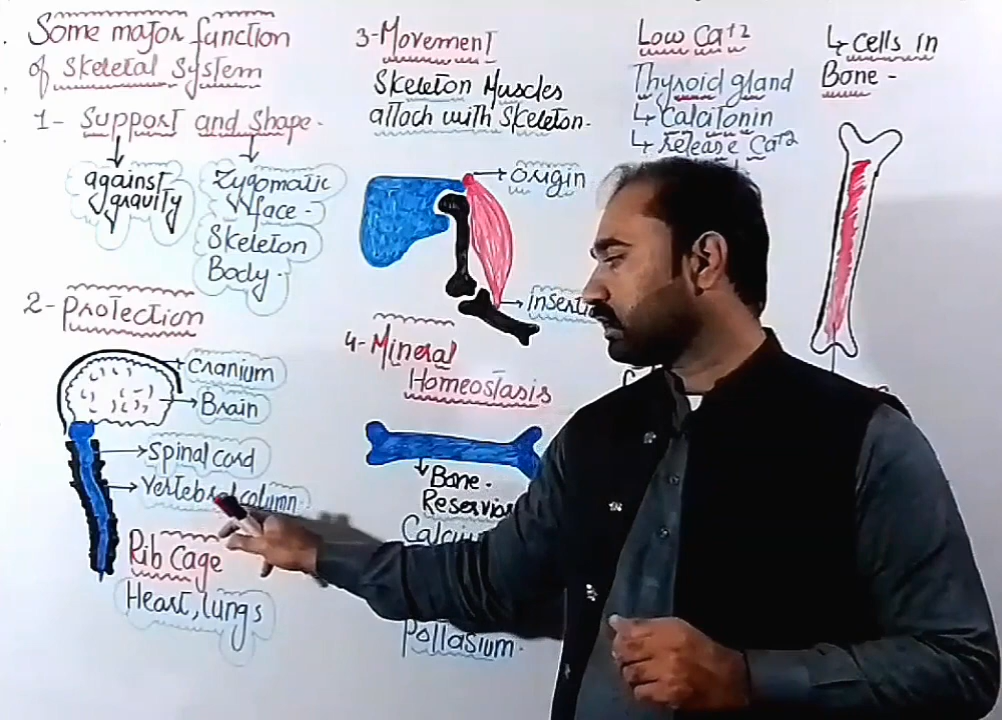 Some major function
of Skeletal System
1- Support and Shape.
against
gravity
Zygomatic
face-
Skeleton
Body.
2- Protection
Cranium
Brain
Spinal cord
Vertebral column.
Rib Cage
Heart, lungs
3-Movement
Skeleton Muscles
attach with Skeleton.
origin
4- Mineral
Homeostasis
Bone.
Pottasium.
Low Ca+2
Thyroid gland
↳ Calcitonin
↳ release Ca+2
↳ cells in
Bone -